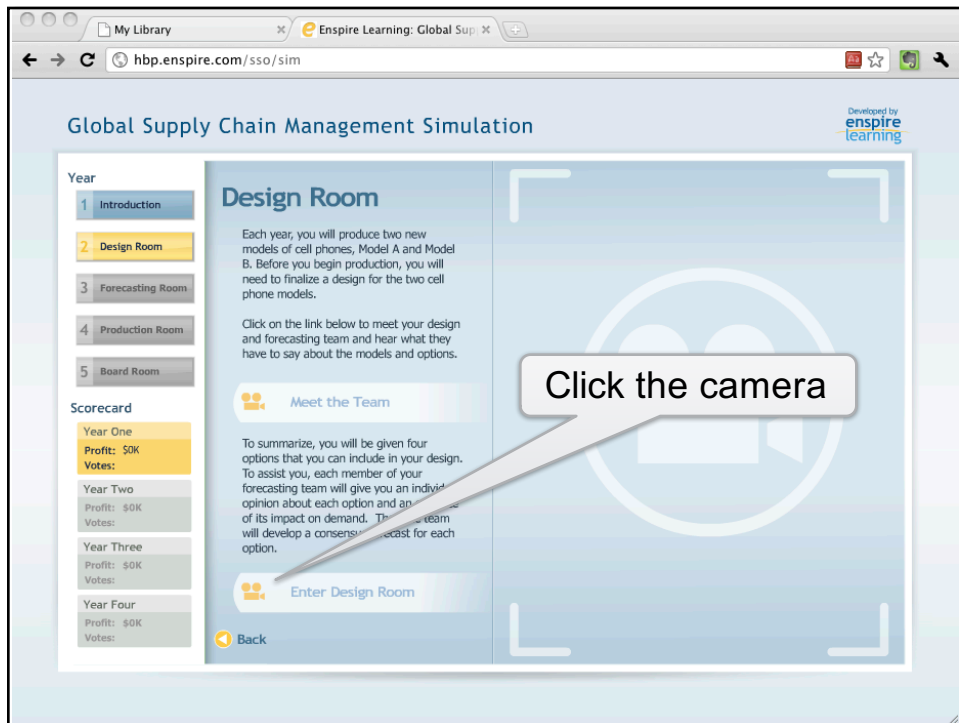 My Library
Enspire Learning: Global Sup
hbp.enspire.com/sso/sim
Global Supply Chain Management Simulation
Developed by
enspire
learning
Year
1 Introduction
2 Design Room
3 Forecasting Room
4 Production Room
5 Board Room
Scorecard
Year One
Profit: $0K
Votes:
Year Two
Profit: $0K
Votes:
Year Three
Profit: $0K
Votes:
Year Four
Profit: $0K
Votes:
Design Room
Each year, you will produce two new
models of cell phones, Model A and Model
B. Before you begin production, you will
need to finalize a design for the two cell
phone models.
Click on the link below to meet your design
and forecasting team and hear what they
have to say about the models and options.
Meet the Team
To summarize, you will be given four
options that you can include in your design.
To assist you, each member of your
forecasting team will give you an individ
opinion about each option and an
of its impact on demand. Th team
will develop a consensu ecast for each
option.
Enter Design Room
Back
Click the camera